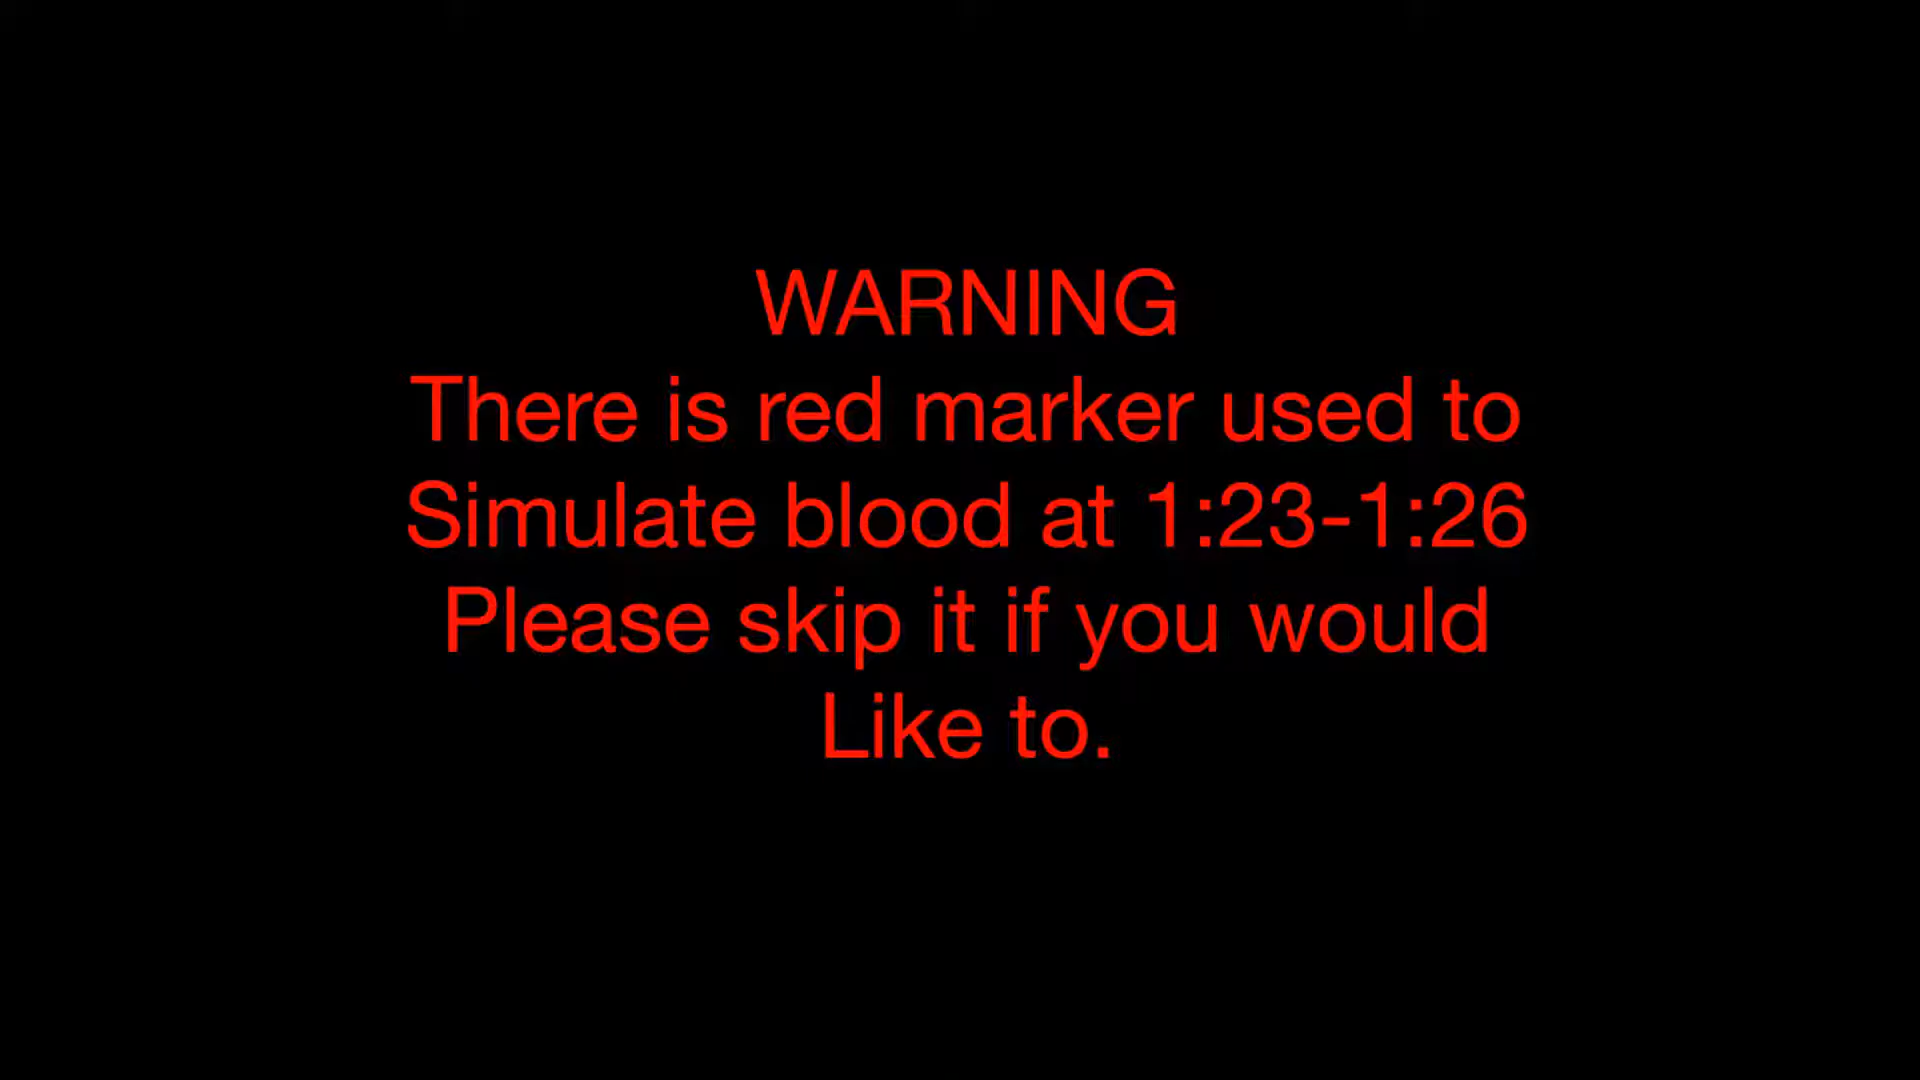 WARNING
There is red marker used to
Simulate blood at 1:23-1:26
Please skip it if you would
Like to.